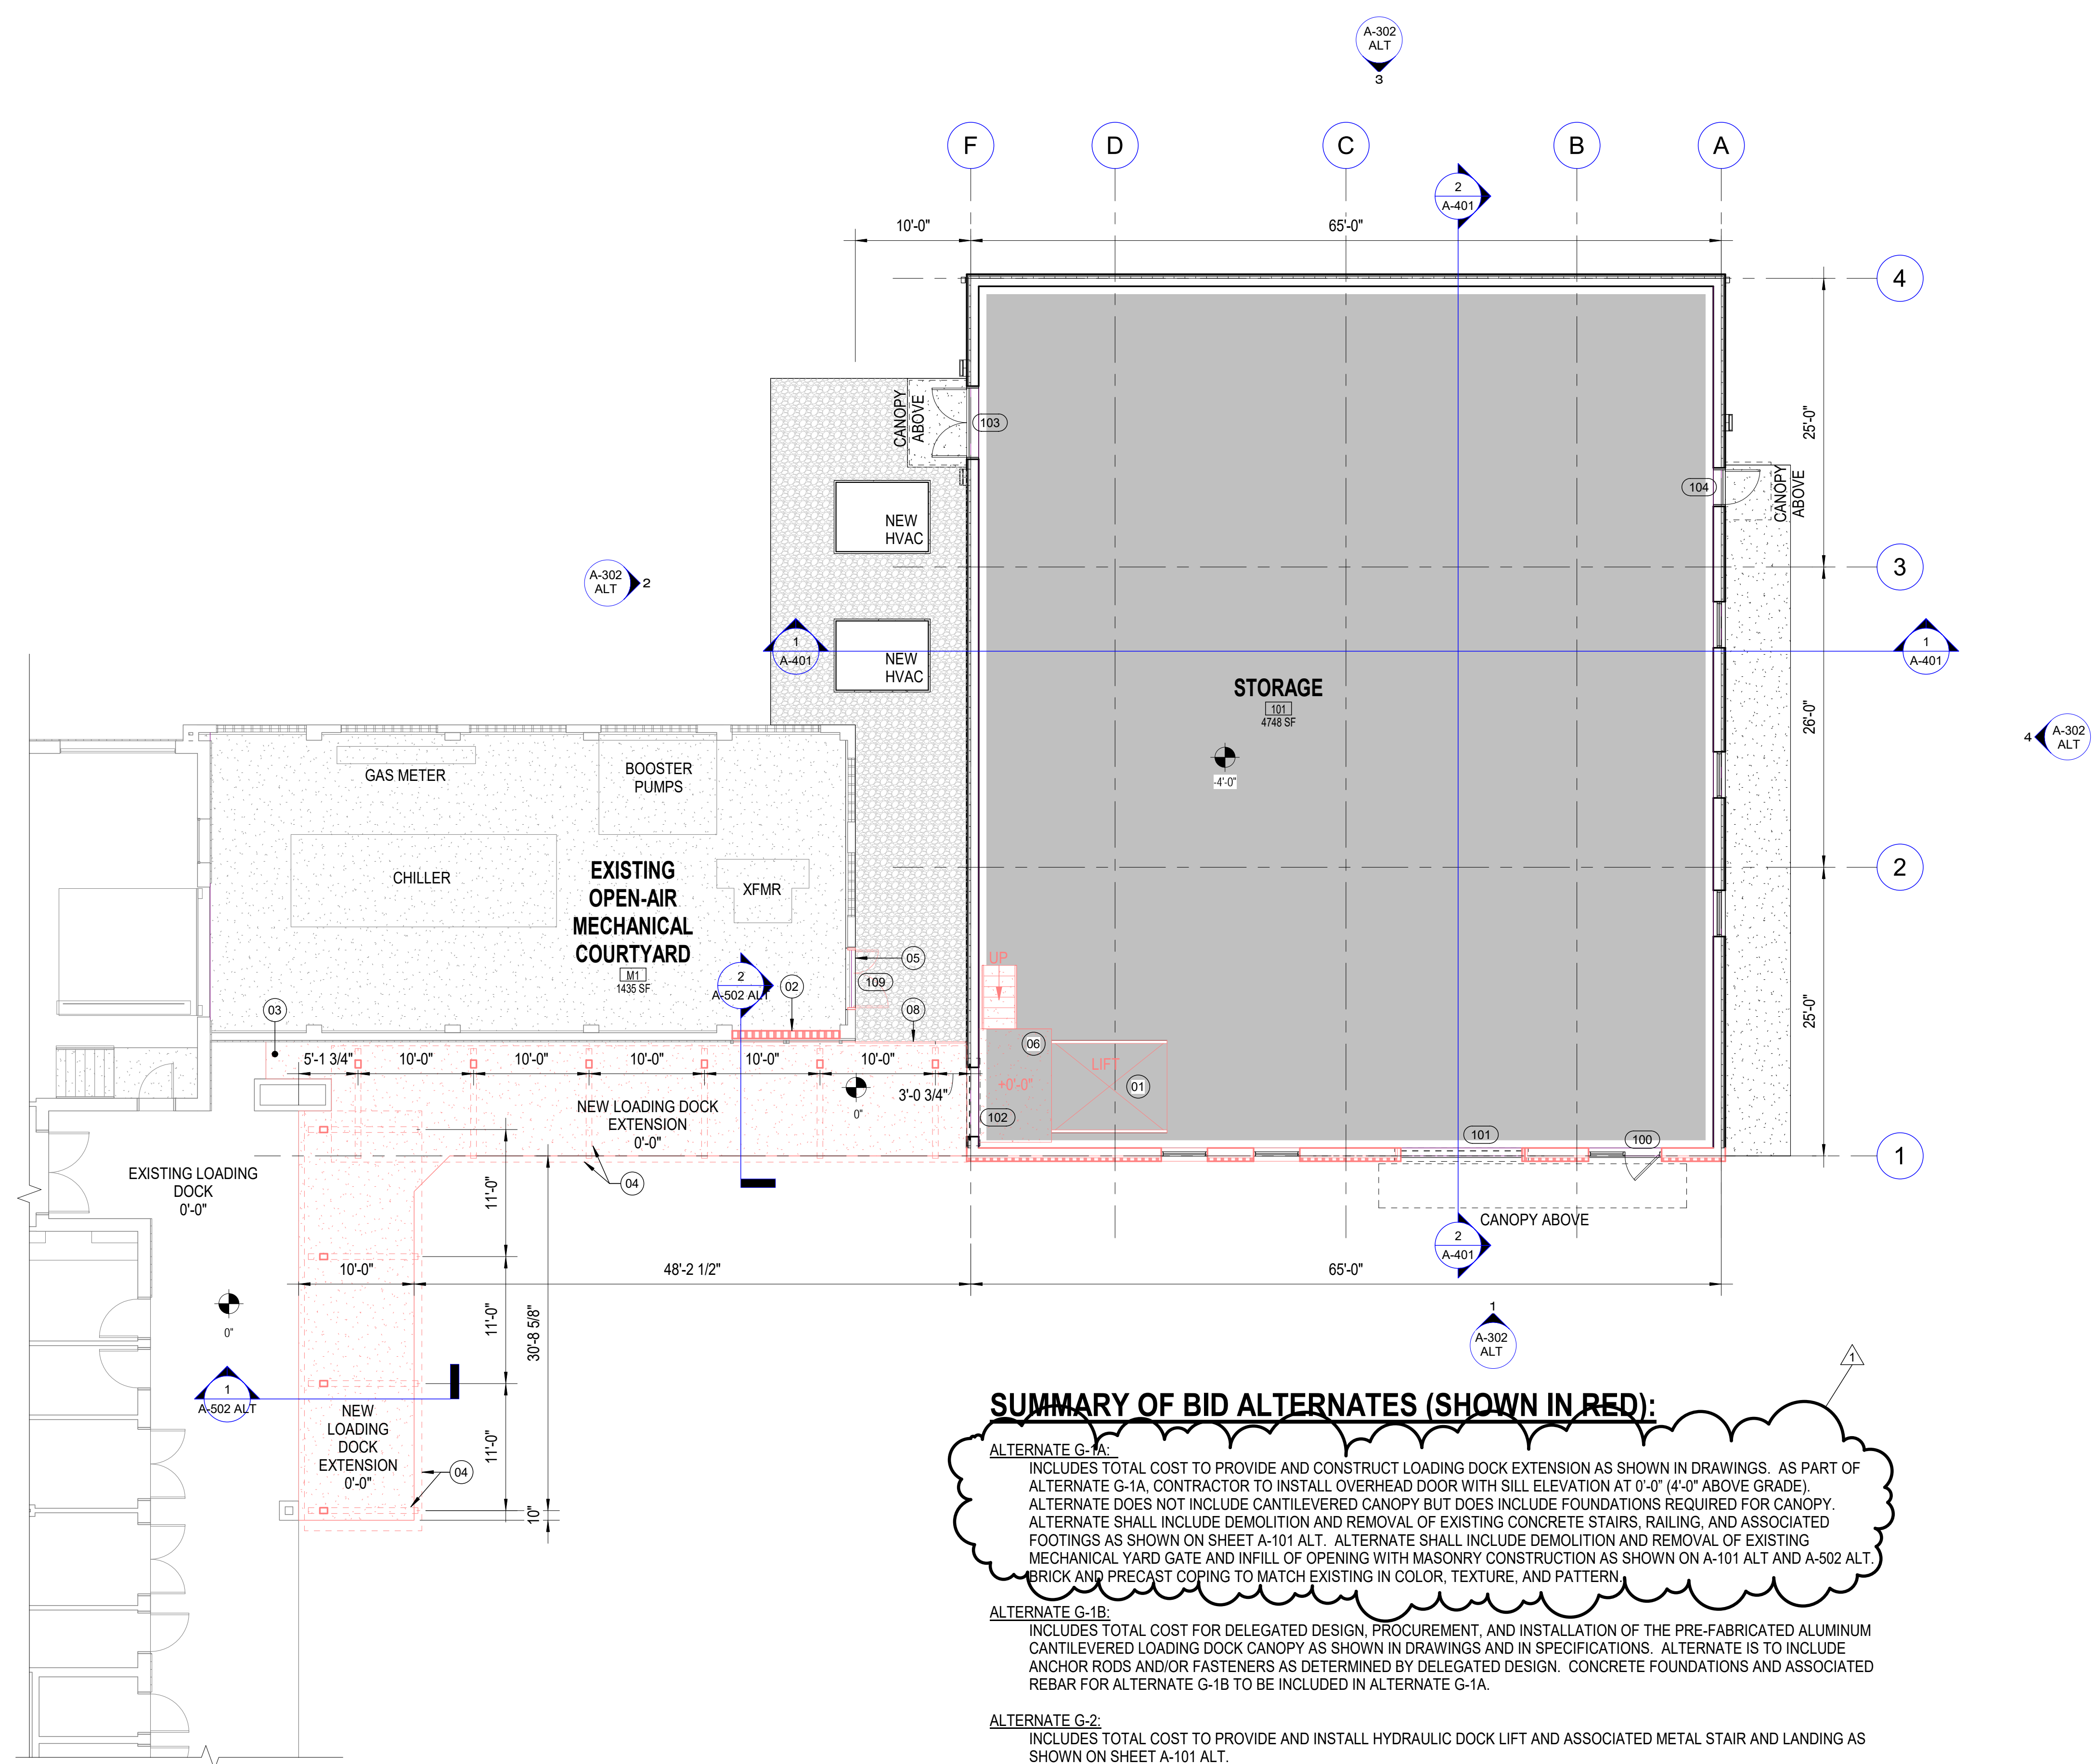 A-302
ALT
3
F
D
C
B
A
2
A-401
10'-0"
65'-0"
4
CANOPY
ABOVE
103
25'-0"
104
CANOPY
ABOVE
NEW
HVAC
3
A-302
ALT
2
1
A-401
NEW
HVAC
1
A-401
STORAGE
101
4748 SF
26'-0"
4
A-302
ALT
-4'-0"
GAS METER
BOOSTER
PUMPS
CHILLER
XFMR
2
EXISTING
OPEN-AIR
MECHANICAL
COURTYARD
M1
1435 SF
2
A-502 ALT
02
05
109
08
03
UP
25'-0"
5'-1 3/4"
10'-0"
10'-0"
10'-0"
10'-0"
10'-0"
3'-0 3/4"
0"
06
LIFT
+0'-0"
01
102
101
100
1
NEW LOADING DOCK
EXTENSION
0'-0"
04
EXISTING LOADING
DOCK
0'-0"
CANOPY ABOVE
2
A-401
11'-0"
10'-0"
48'-2 1/2"
65'-0"
0"
11'-0"
30'-8 5/8"
1
A-302
ALT
1
A-502 ALT
NEW
LOADING
DOCK
EXTENSION
0'-0"
11'-0"
04
10"
1
SUMMARY OF BID ALTERNATES (SHOWN IN RED):
ALTERNATE G-1A:
INCLUDES TOTAL COST TO PROVIDE AND CONSTRUCT LOADING DOCK EXTENSION AS SHOWN IN DRAWINGS. AS PART OF
ALTERNATE G-1A, CONTRACTOR TO INSTALL OVERHEAD DOOR WITH SILL ELEVATION AT 0'-0" (4'-0" ABOVE GRADE).
ALTERNATE DOES NOT INCLUDE CANTILEVERED CANOPY BUT DOES INCLUDE FOUNDATIONS REQUIRED FOR CANOPY.
ALTERNATE SHALL INCLUDE DEMOLITION AND REMOVAL OF EXISTING CONCRETE STAIRS, RAILING, AND ASSOCIATED
FOOTINGS AS SHOWN ON SHEET A-101 ALT. ALTERNATE SHALL INCLUDE DEMOLITION AND REMOVAL OF EXISTING
MECHANICAL YARD GATE AND INFILL OF OPENING WITH MASONRY CONSTRUCTION AS SHOWN ON A-101 ALT AND A-502 ALT.
BRICK AND PRECAST COPING TO MATCH EXISTING IN COLOR, TEXTURE, AND PATTERN.
ALTERNATE G-1B:
INCLUDES TOTAL COST FOR DELEGATED DESIGN, PROCUREMENT, AND INSTALLATION OF THE PRE-FABRICATED ALUMINUM
CANTILEVERED LOADING DOCK CANOPY AS SHOWN IN DRAWINGS AND IN SPECIFICATIONS. ALTERNATE IS TO INCLUDE
ANCHOR RODS AND/OR FASTENERS AS DETERMINED BY DELEGATED DESIGN. CONCRETE FOUNDATIONS AND ASSOCIATED
REBAR FOR ALTERNATE G-1B TO BE INCLUDED IN ALTERNATE G-1A.
ALTERNATE G-2:
INCLUDES TOTAL COST TO PROVIDE AND INSTALL HYDRAULIC DOCK LIFT AND ASSOCIATED METAL STAIR AND LANDING AS
SHOWN ON SHEET A-101 ALT.